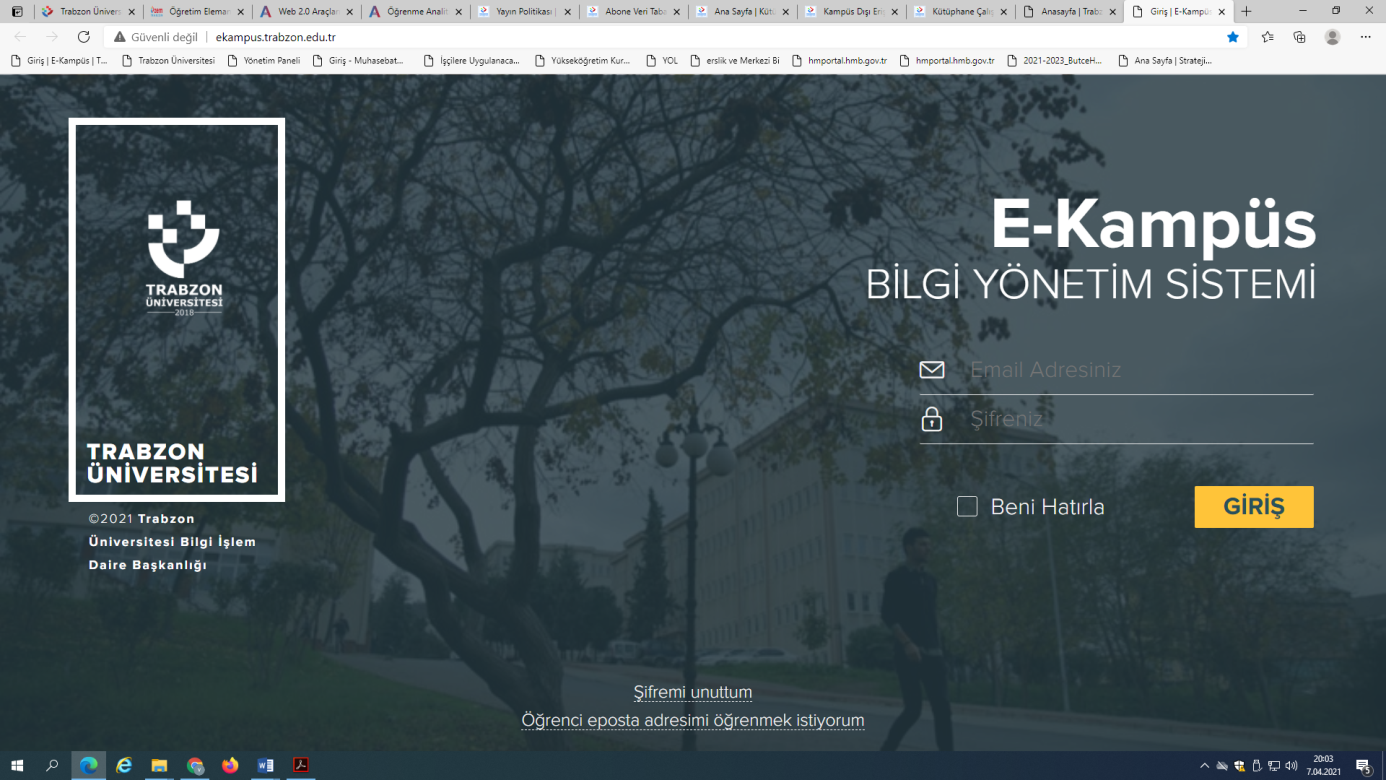 Trabzon Ünivers
Öğretim Eleman
Web 2.0 Araçlar
Öğrenme Analit
Yayın Politikası |
Abone Veri Taba
Ana Sayfa | Kütü
Kampüs Dışı Eri
Kütüphane Çalış
Anasayfa | Trabz
Giriş | E-Kampüs
Güvenli değil | ekampus.trabzon.edu.tr
Giriş | E-Kampüs | T...
Trabzon Üniversitesi
Yönetim Paneli
Giriş - Muhasebat...
İşçilere Uygulanaca...
Yükseköğretim Kur...
YOL
erslik ve Merkezi Bi
hmportal.hmb.gov.tr
hmportal.hmb.gov.tr
2021-2023_ButceH...
Ana Sayfa | Strateji...
TRABZON
ÜNİVERSİTESİ
2018
TRABZON
ÜNİVERSİTESİ
©2021 Trabzon
Üniversitesi Bilgi İşlem
Daire Başkanlığı
E-Kampüs
BİLGİ YÖNETİM SİSTEMİ
Email Adresiniz
Şifreniz
Beni Hatırla
GİRİŞ
Şifremi unuttum
Öğrenci eposta adresimi öğrenmek istiyorum
20:03
7.04.2021
5